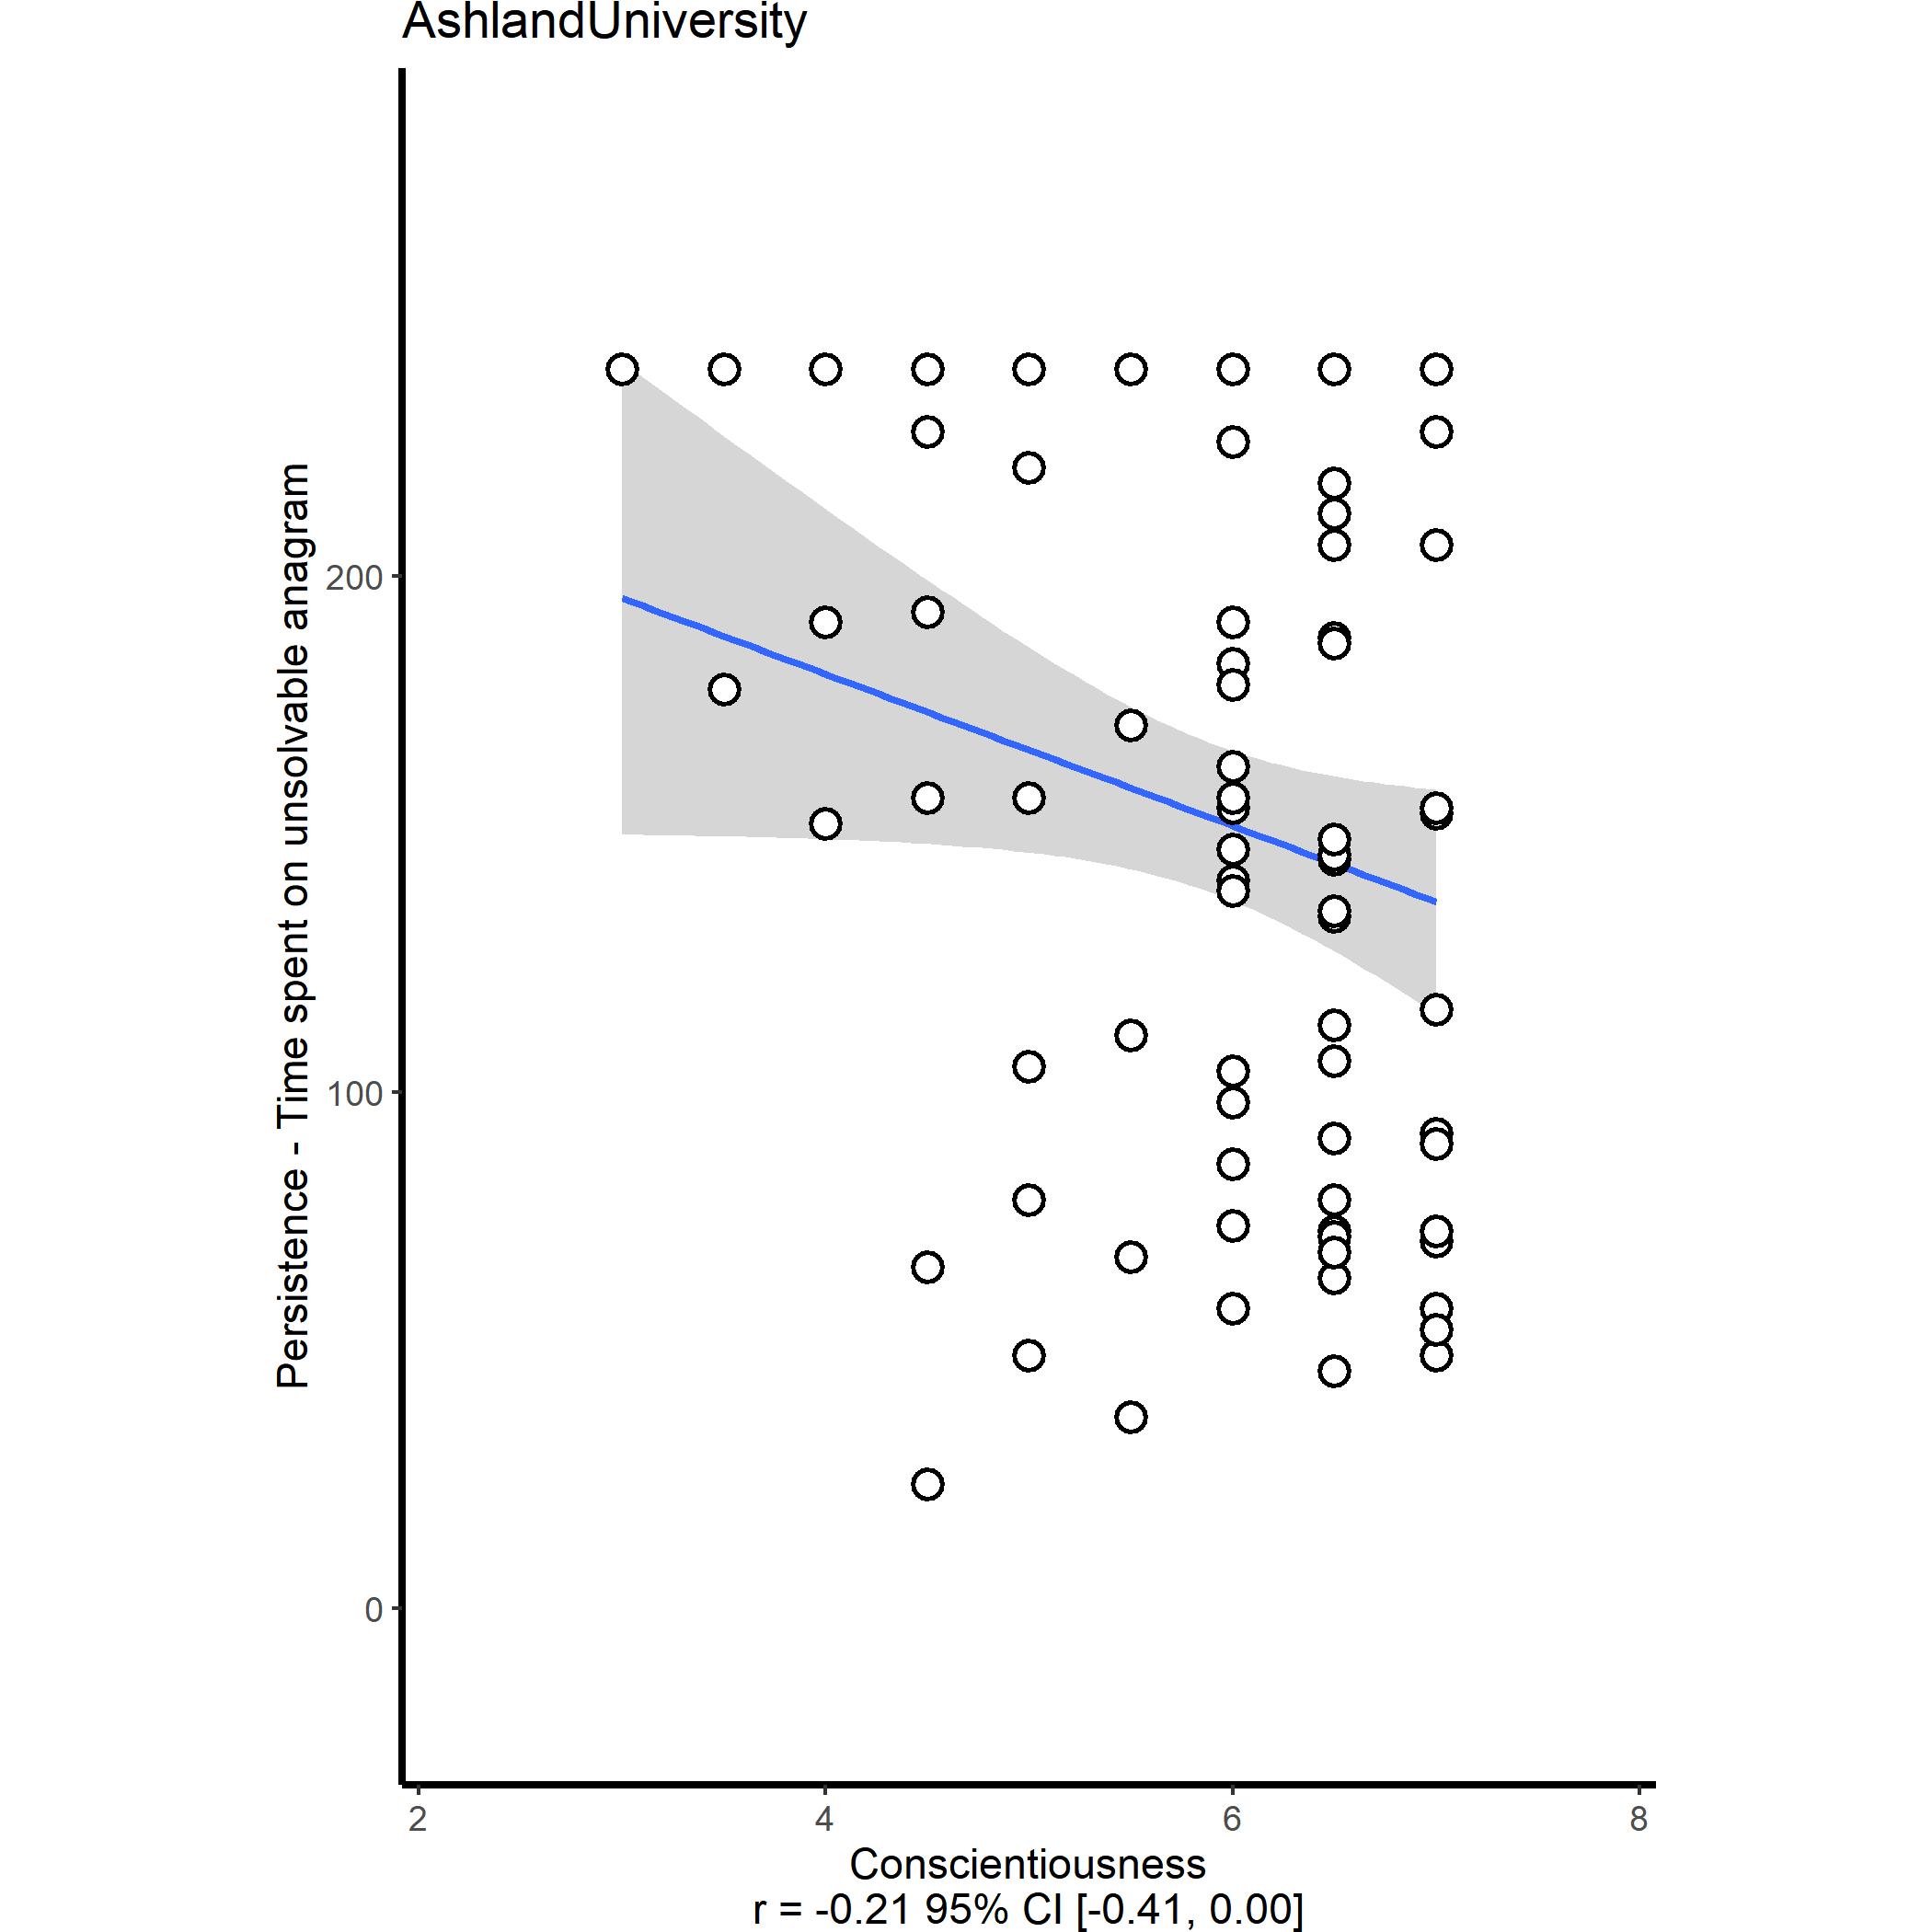 AshlandUniversity
Persistence - Time spent on unsolvable anagram
200
100
0
2 4 6 8
Conscientiousness
r = -0.21 95% CI [-0.41, 0.00]